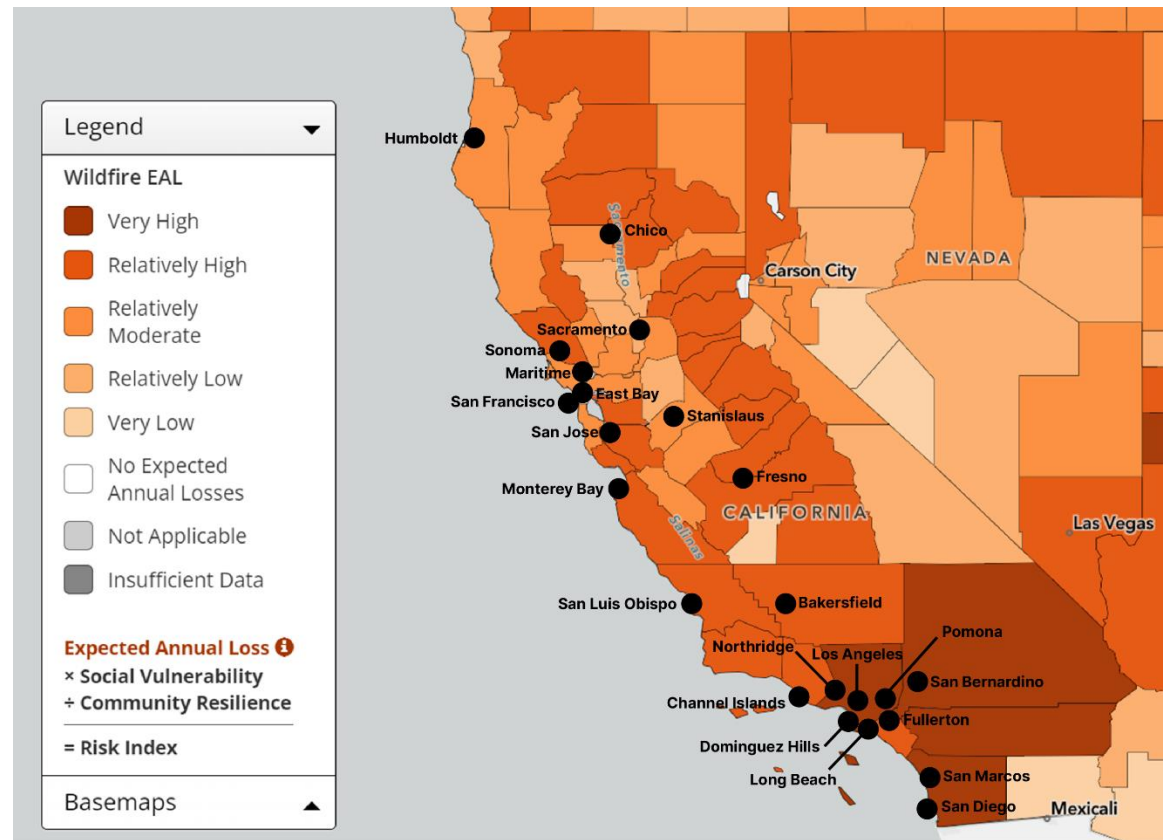 Legend
Wildfire EAL
Very High
Relatively High
Relatively
Moderate
Relatively Low
Very Low
No Expected
Annual Losses
Not Applicable
Insufficient Data
Expected Annual Loss
× Social Vulnerability
÷ Community Resilience
= Risk Index
Basemaps
Humboldt
Sacramento
Chico
Carson City
NEVADA
Sacramento
Sonoma
Maritime
East Bay
San Francisco
Stanislaus
San Jose
Fresno
Monterey Bay
CALIFORNIA
Salinas
Las Vegas
San Luis Obispo
Bakersfield
Pomona
Northridge
Los Angeles
San Bernardino
Channel Islands
Fullerton
Dominguez Hills
Long Beach
San Marcos
San Diego
Mexicali